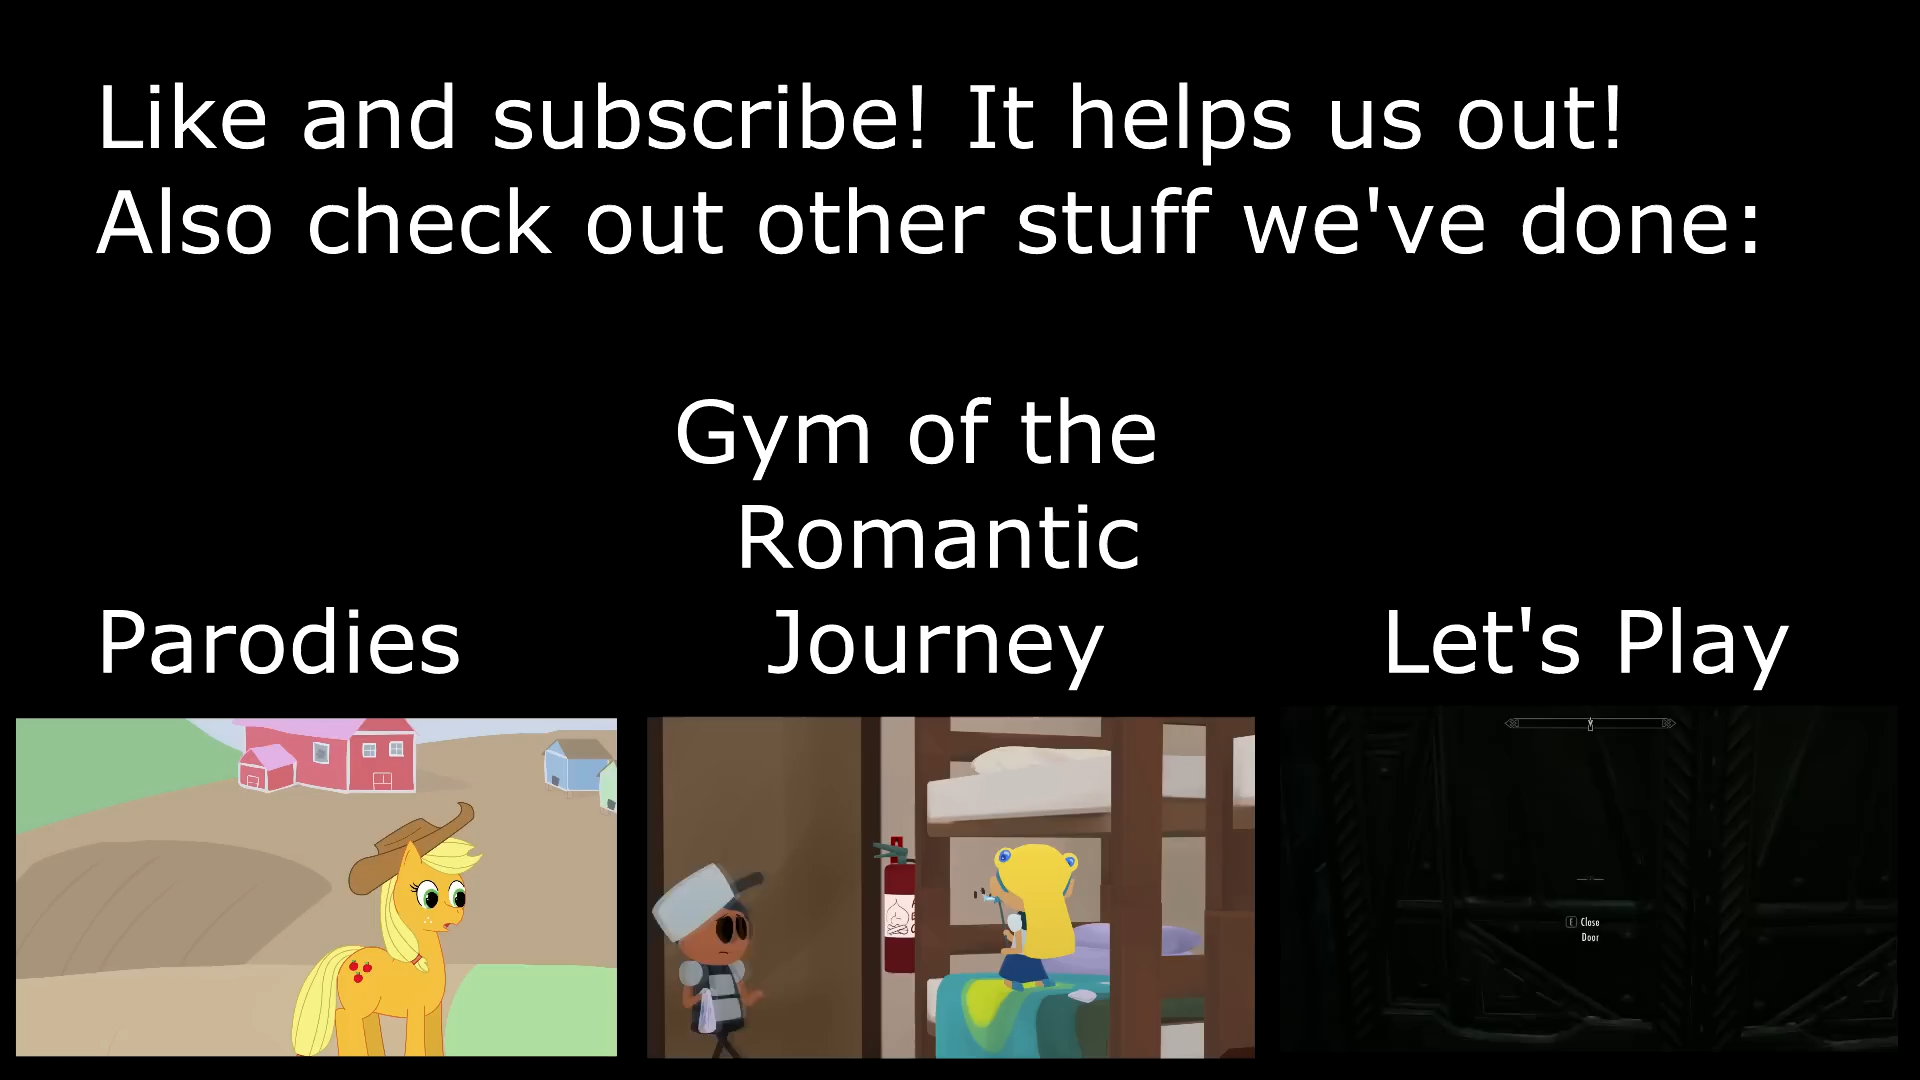 Like and subscribe! It helps us out!
Also check out other stuff we've done:
Gym of the
Romantic
Journey
Parodies
Let's Play
E Close
Door